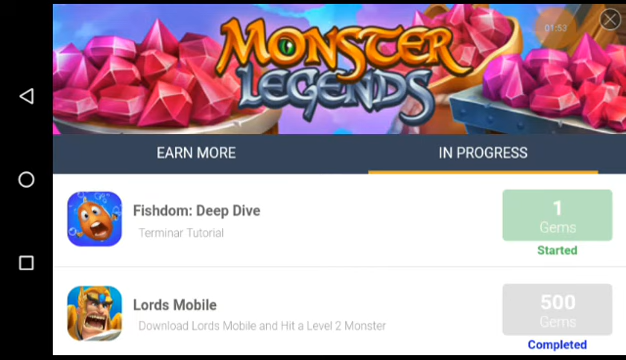 MONSTER
LEGENDS
01:53
EARN MORE
IN PROGRESS
Fishdom: Deep Dive
Terminar Tutorial
1
Gems
Started
Lords Mobile
Download Lords Mobile and Hit a Level 2 Monster
500
Gems
Completed